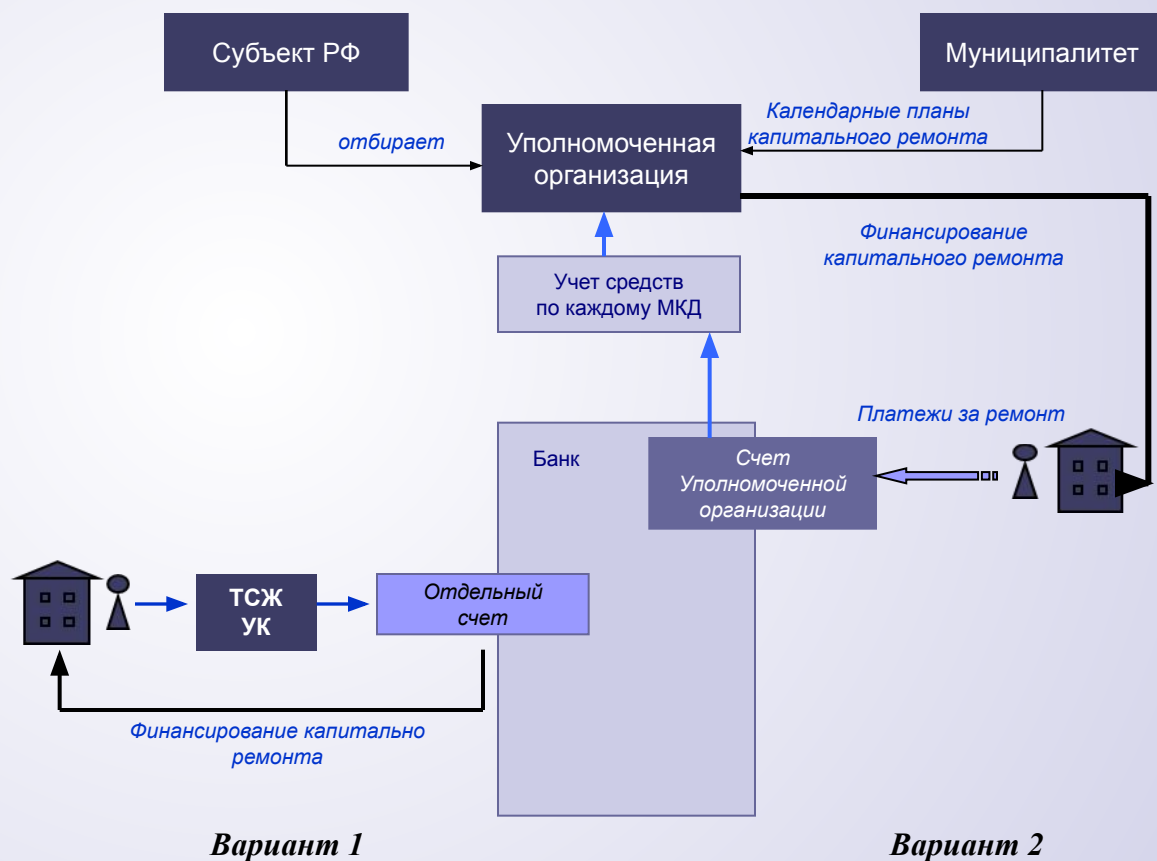 Субъект РФ
Муниципалитет
отбирает
Уполномоченная
организация
Календарные планы
капитального ремонта
Финансирование
капитального ремонта
Учет средств
по каждому МКД
Платежи за ремонт
Банк
Счет
Уполномоченной
организации
ТСЖ
УК
Отдельный
счет
Финансирование капитально
ремонта
Вариант 1
Вариант 2